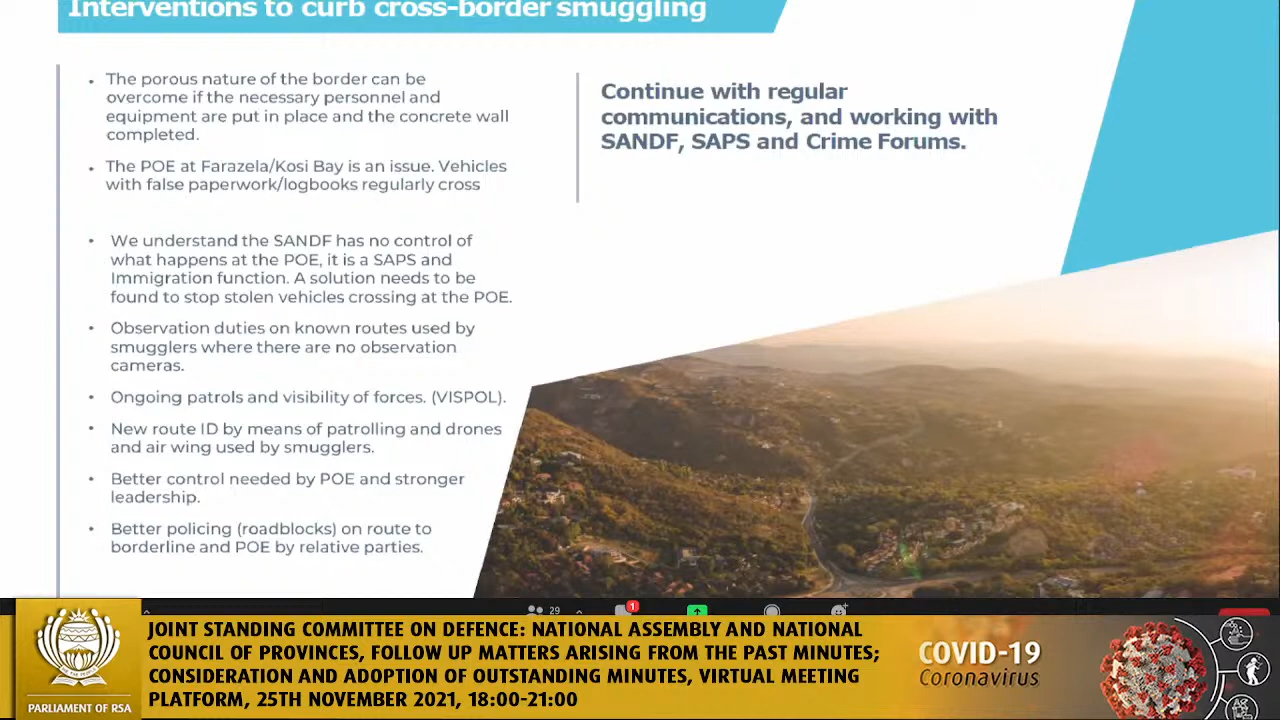 Interventions to curb cross-border smuggling
• The porous nature of the border can be
overcome if the necessary personnel and
equipment are put in place and the concrete wall
completed.
• The POE at Farazela/Kosi Bay is an issue. Vehicles
with false paperwork/logbooks regularly cross
• We understand the SANDF has no control of
what happens at the POE, it is a SAPS and
Immigration function. A solution needs to be
found to stop stolen vehicles crossing at the POE.
• Observation duties on known routes used by
smugglers where there are no observation
cameras.
• Ongoing patrols and visibility of forces. (VISPOL).
• New route ID by means of patrolling and drones
and air wing used by smugglers.
• Better control needed by POE and stronger
leadership.
• Better policing (roadblocks) on route to
borderline and POE by relative parties.
Continue with regular
communications, and working with
SANDF, SAPS and Crime Forums.
29
1
PARLIAMENT OF RSA
JOINT STANDING COMMITTEE ON DEFENCE: NATIONAL ASSEMBLY AND NATIONAL
COUNCIL OF PROVINCES, FOLLOW UP MATTERS ARISING FROM THE PAST MINUTES;
CONSIDERATION AND ADOPTION OF OUTSTANDING MINUTES, VIRTUAL MEETING
PLATFORM, 25TH NOVEMBER 2021, 18:00-21:00
COVID-19
Coronavirus